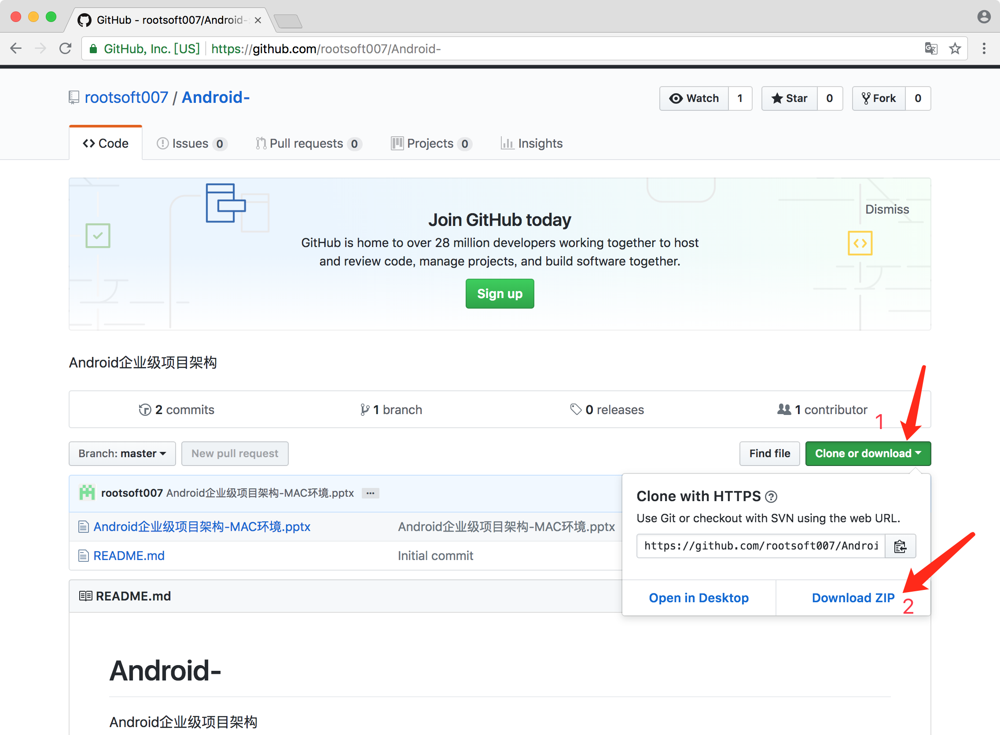 GitHub - rootsoft007/Android-
GitHub, Inc. [US] https://github.com/rootsoft007/Android-
rootsoft007 / Android-
Watch 1 Star 0 Fork 0
Code Issues 0 Pull requests 0 Projects 0 Insights
Dismiss
Join GitHub today
GitHub is home to over 28 million developers working together to host
and review code, manage projects, and build software together.
Sign up
Android企业级项目架构
2 commits 1 branch 0 releases 1 contributor
1
Branch: master New pull request Find file Clone or download
rootsoft007 Android企业级项目架构-MAC环境.pptx ...
Android企业级项目架构-MAC环境.pptx Android企业级项目架构-MAC环境.pptx
README.md Initial commit
Clone with HTTPS
Use Git or checkout with SVN using the web URL.
https://github.com/rootsoft007/Androi
Open in Desktop Download ZIP
2
README.md
Android-
Android企业级项目架构